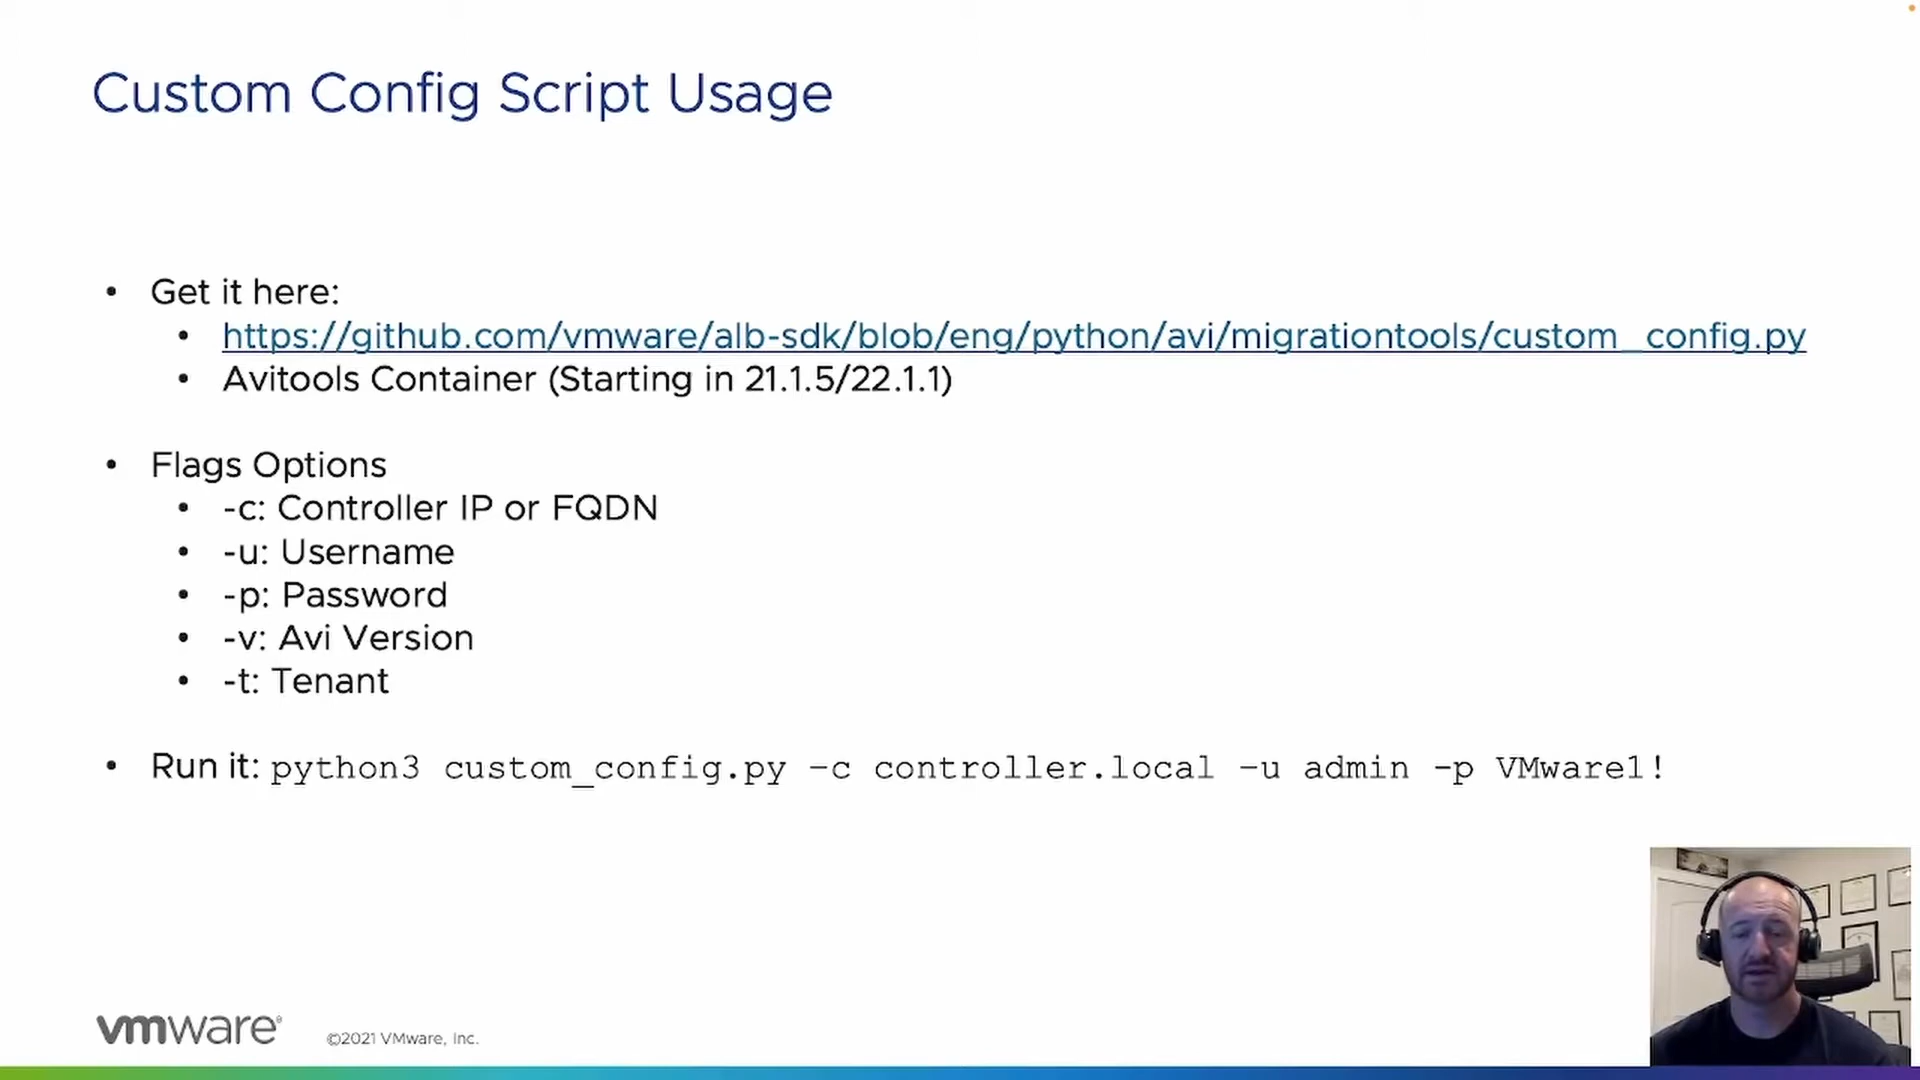 Custom Config Script Usage
• Get it here:
• https://github.com/vmware/alb-sdk/blob/eng/python/avi/migrationtools/custom_config.py
• Avitools Container (Starting in 21.1.5/22.1.1)
• Flags Options
• -c: Controller IP or FQDN
• -u: Username
• -p: Password
• -v: Avi Version
• -t: Tenant
• Run it: python3 custom_config.py –c controller.local –u admin -p VMware1!
vmware®
©2021 VMware, Inc.